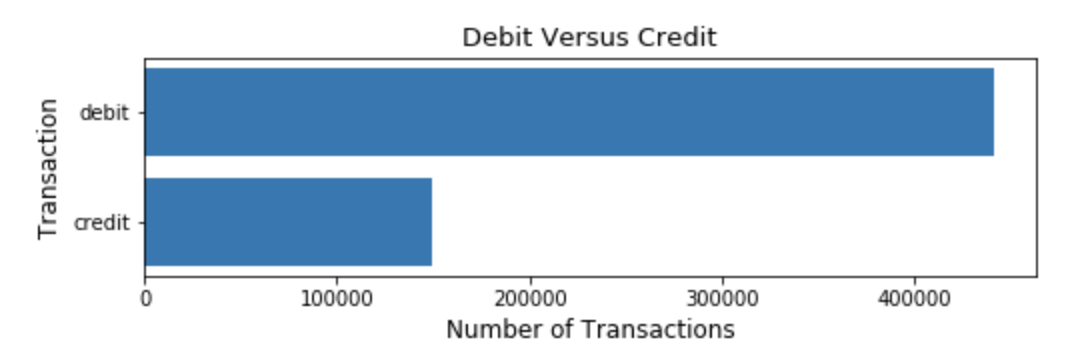 Debit Versus Credit
Transaction
debit
credit
0 100000 200000 300000 400000
Number of Transactions